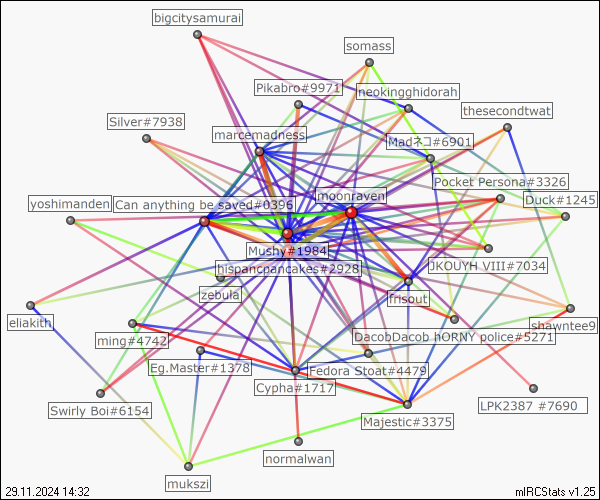 bigcitysamurai
somass
Pikabro#9971
neokingghidorah
thesecondtwat
Silver#7938
marcemadness
Madネコ#6901
Pocket Persona#3326
moonraven
Duck#1245
yoshimanden
Can anything be saved#0396
Mushy#1984
JKOUYH VIII#7034
hispancpancakes#2928
zebula
frisout
eliakith
shawntee9
DacobDacob hORNY police#5271
ming#4742
Eg.Master#1378
Fedora Stoat#4479
Cypha#1717
LPK2387 #7690
Swirly Boi#6154
Majestic#3375
normalwan
mukszi
29.11.2024 14:32
mIRCStats v1.25